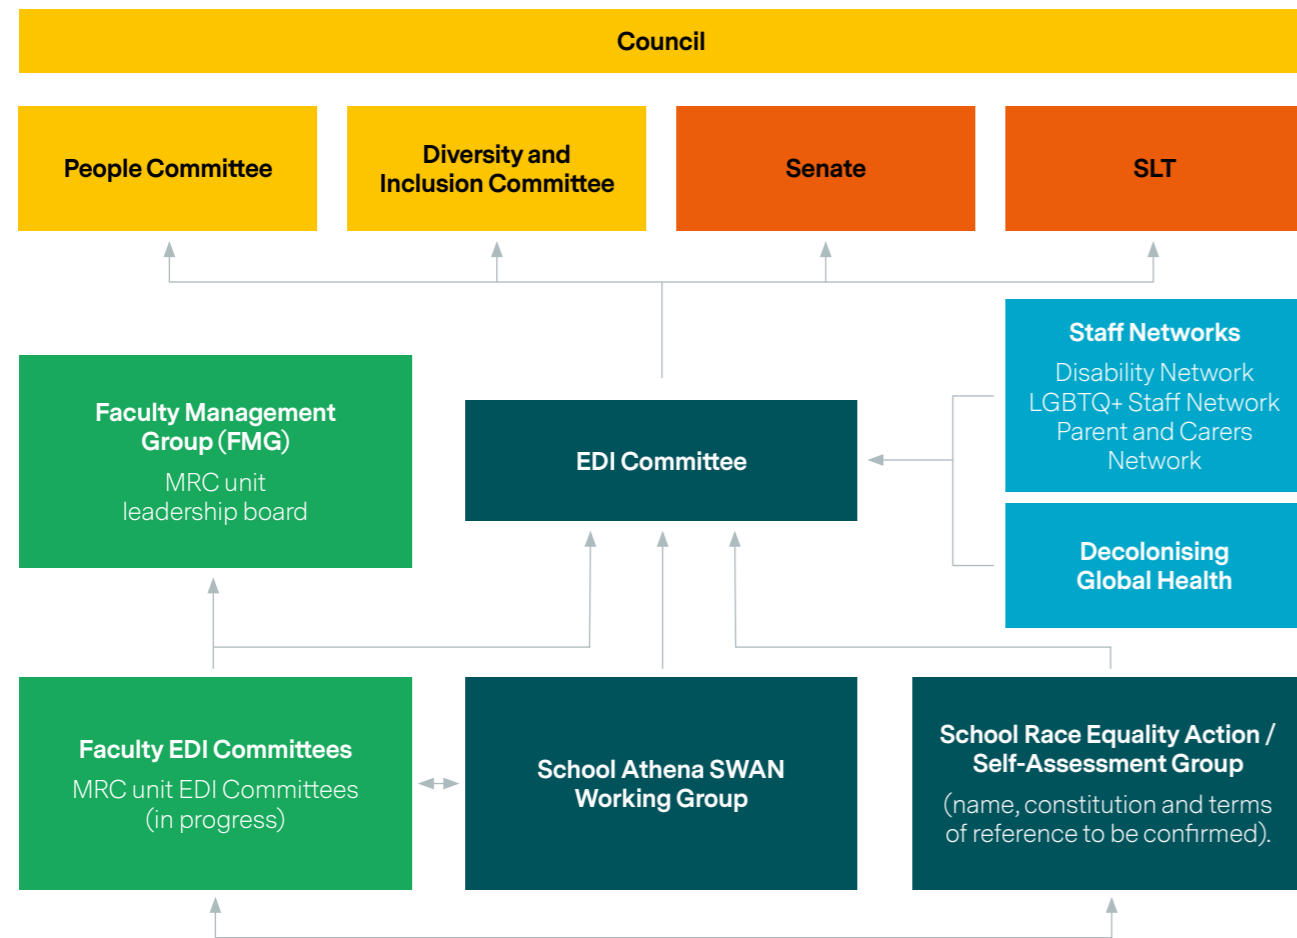 Council
People Committee
Diversity and
Inclusion Committee
Senate
SLT
Staff Networks
Disability Network
LGBTQ+ Staff Network
Parent and Carers
Network
Faculty Management
Group (FMG)
MRC unit
leadership board
EDI Committee
Decolonising
Global Health
Faculty EDI Committees
MRC unit EDI Committees
(in progress)
School Athena SWAN
Working Group
School Race Equality Action /
Self-Assessment Group
(name, constitution and terms
of reference to be confirmed).